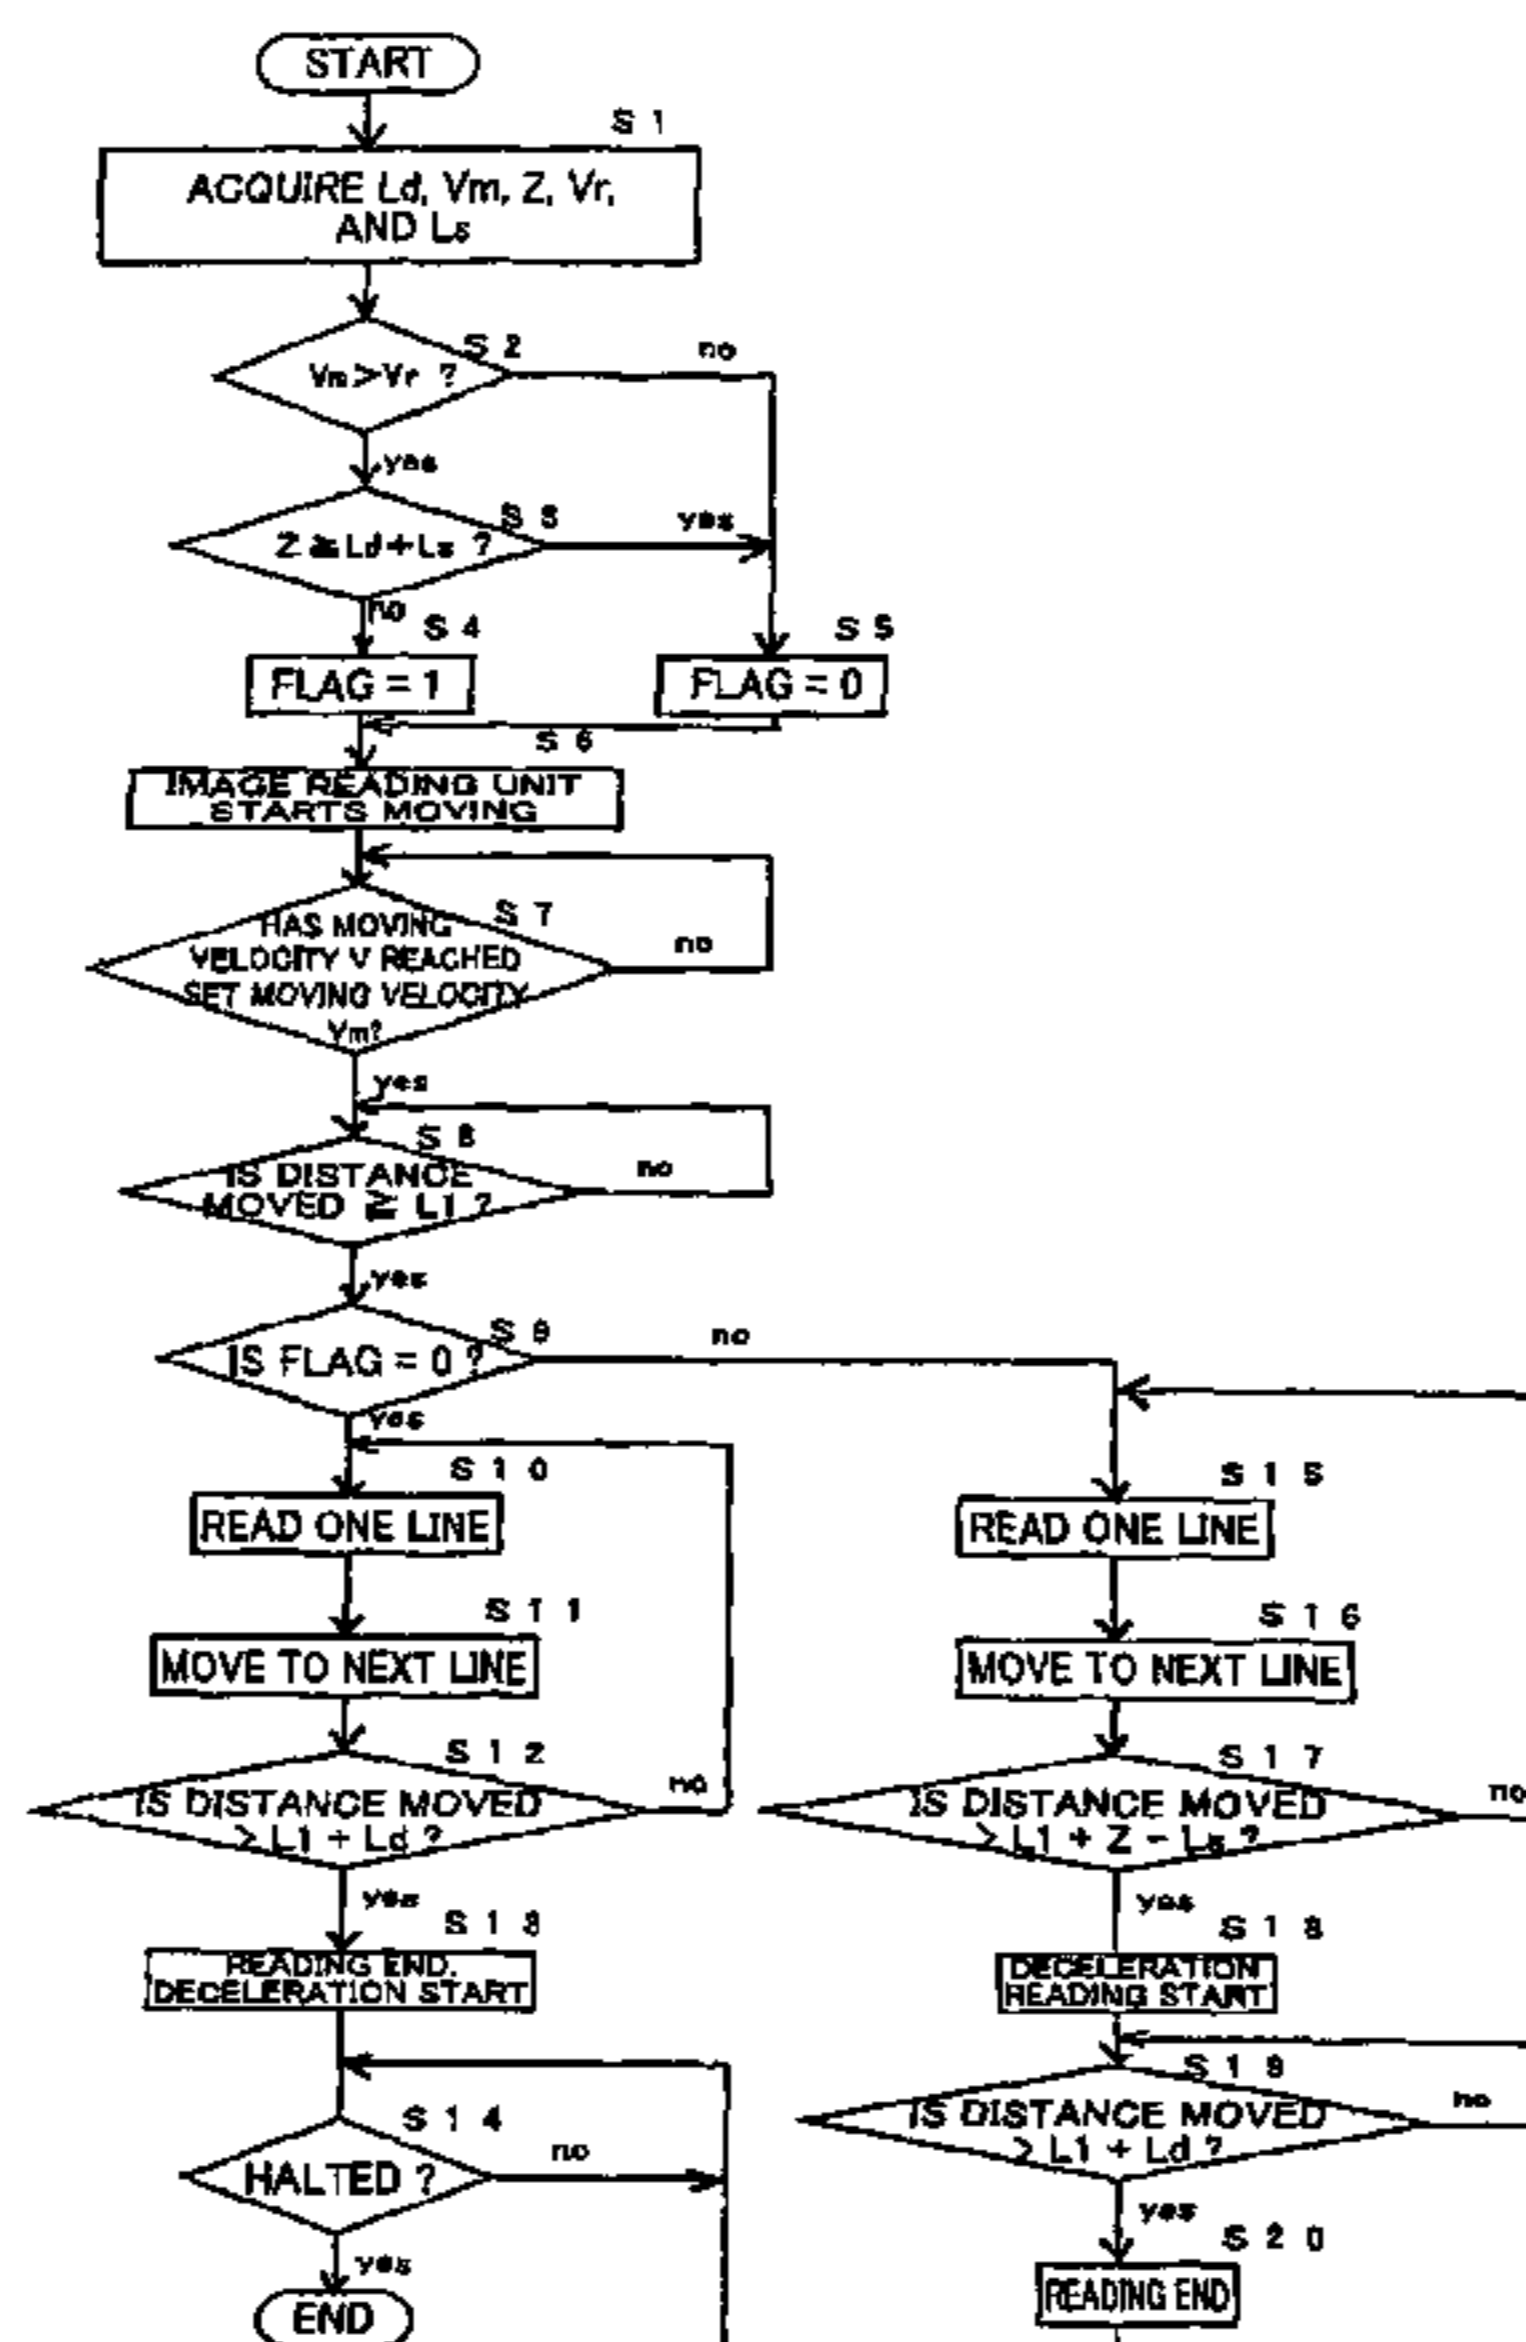 START
S 1
ACQUIRE Ld, Vm, Z, Vr,
AND Ls
S 2
no
Vm>Vr ?
yes
S 3
yes
Z ≧ Ld+Ls ?
no
S 4
S 5
FLAG = 1
FLAG = 0
S 6
IMAGE READING UNIT
STARTS MOVING
S 7
HAS MOVING
VELOCITY V REACHED
SET MOVING VELOCITY
Vm?
no
yes
S 8
IS DISTANCE
MOVED ≧ L1 ?
no
yes
S 9
no
IS FLAG = 0 ?
yes
S 1 0
READ ONE LINE
S 1 1
MOVE TO NEXT LINE
S 1 2
IS DISTANCE MOVED
> L1 + Ld ?
no
yes
S 1 3
READING END.
DECELERATION START
S 1 4
HALTED ?
no
yes
END
S 1 5
READ ONE LINE
S 1 6
MOVE TO NEXT LINE
S 1 7
IS DISTANCE MOVED
> L1 + Z - Ls ?
no
yes
S 1 8
DECELERATION
READING START
S 1 9
IS DISTANCE MOVED
> L1 + Ld ?
no
yes
S 2 0
READING END